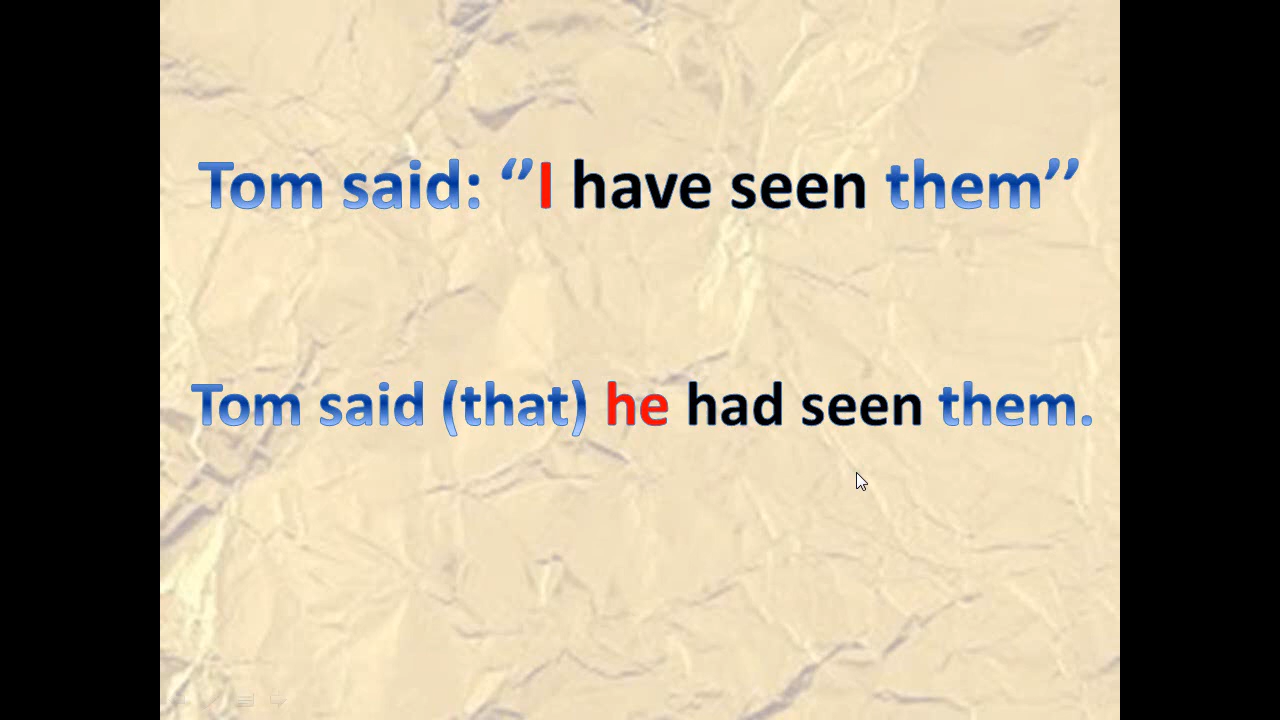 Tom said: ‘’I have seen them’’
Tom said (that) he had seen them.